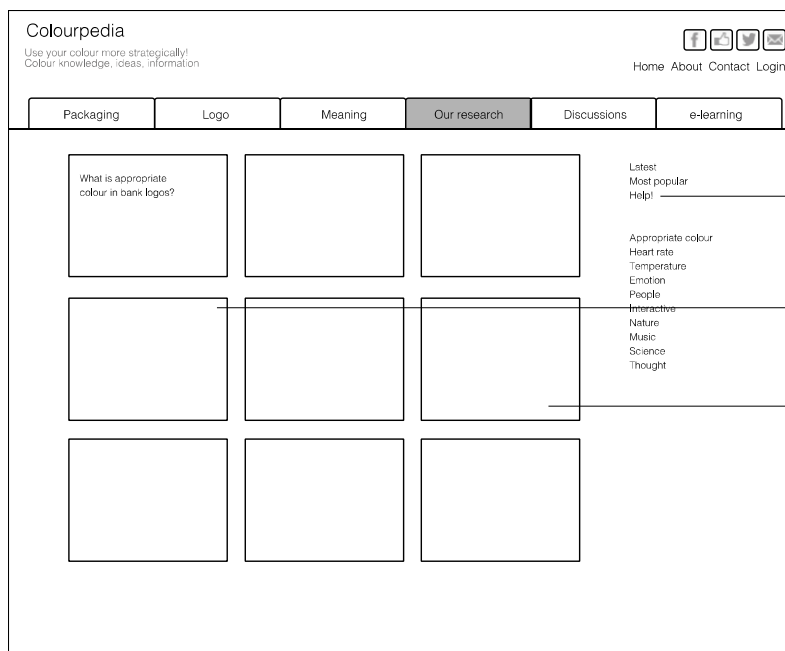 Colourpedia
Use your colour more strategically!
Colour knowledge, ideas, information
Home About Contact Login
Packaging
Logo
Meaning
Our research
Discussions
e-learning
What is appropriate
colour in bank logos?
Latest
Most popular
Help!
Appropriate colour
Heart rate
Temperature
Emotion
People
Interactive
Nature
Music
Science
Thought